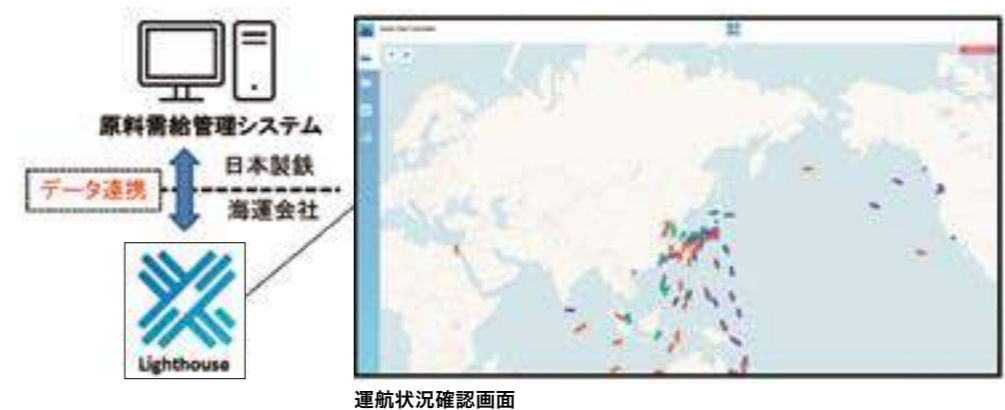 原料需給管理システム
データ連携
日本製鉄
海運会社
Lighthouse
運航状況確認画面